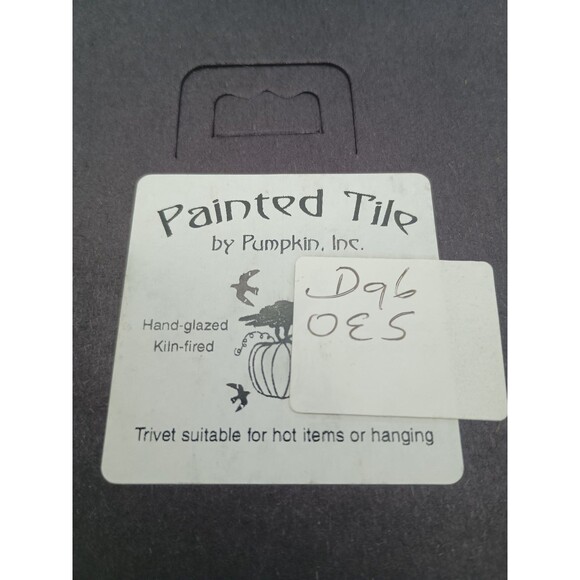 Painted Tile
by Pumpkin, Inc.
Hand-glazed
Kiln-fired
D96
OES
Trivet suitable for hot items or hanging